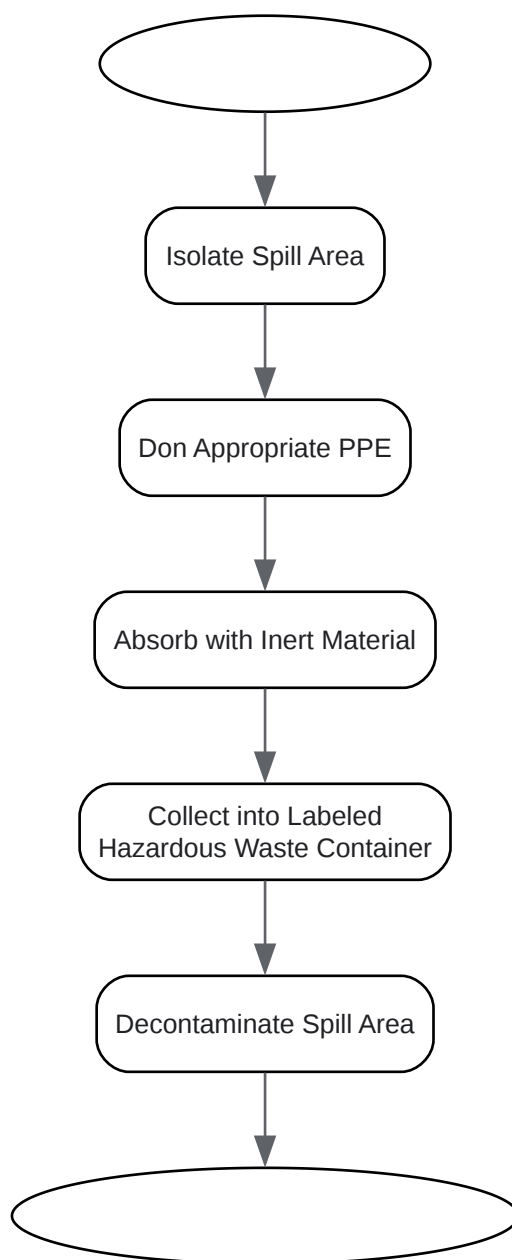 Isolate Spill Area
Don Appropriate PPE
Absorb with Inert Material
Collect into Labeled
Hazardous Waste Container
Decontaminate Spill Area